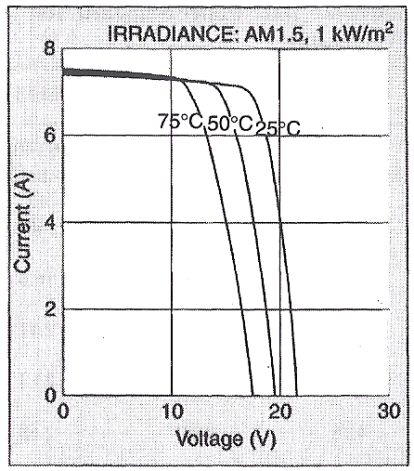 IRRADIANCE: AM1.5, 1 kW/m²
8
75°C 50°C 25°C
6
4
2
0
0 10 20 30
Current (A)
Voltage (V)